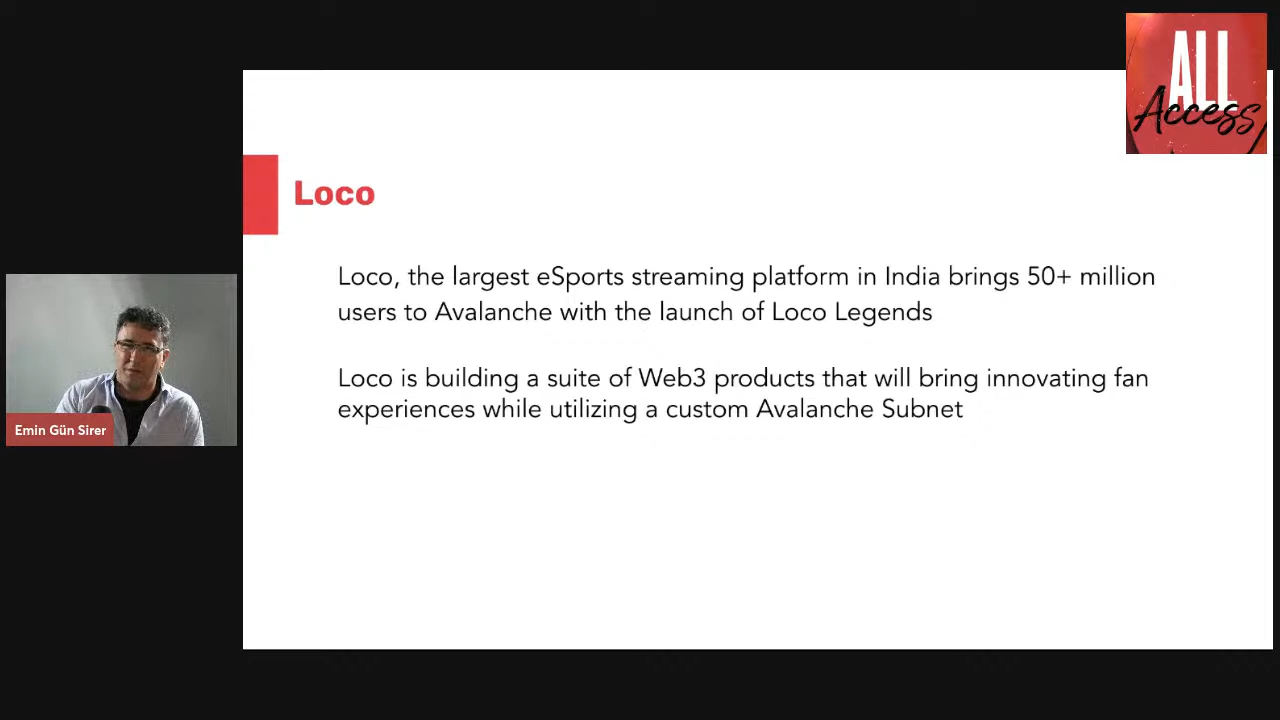 ALL
Access
Loco
Loco, the largest eSports streaming platform in India brings 50+ million
users to Avalanche with the launch of Loco Legends
Loco is building a suite of Web3 products that will bring innovating fan
experiences while utilizing a custom Avalanche Subnet
Emin Gün Sirer